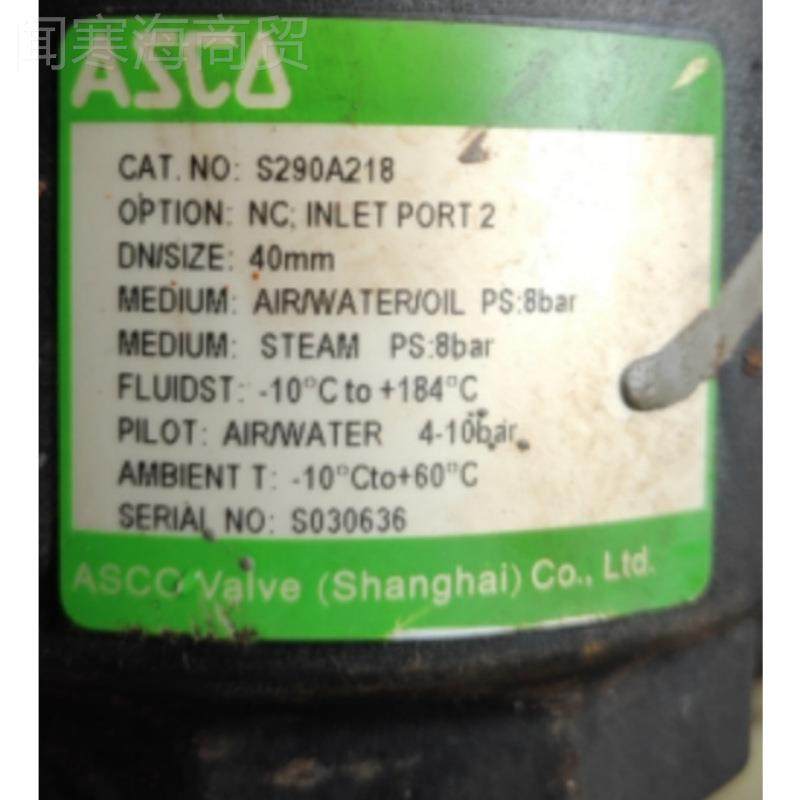 闻寒海商贸
ASCO
CAT. NO: S290A218
OPTION: NC; INLET PORT 2
DN/SIZE: 40mm
MEDIUM: AIR/WATER/OIL PS:8bar
MEDIUM: STEAM PS:8bar
FLUIDST: -10°C to +184°C
PILOT: AIR/WATER 4-10bar
AMBIENT T: -10°Cto+60°C
SERIAL NO: S030636
ASCO Valve (Shanghai) Co., Ltd.